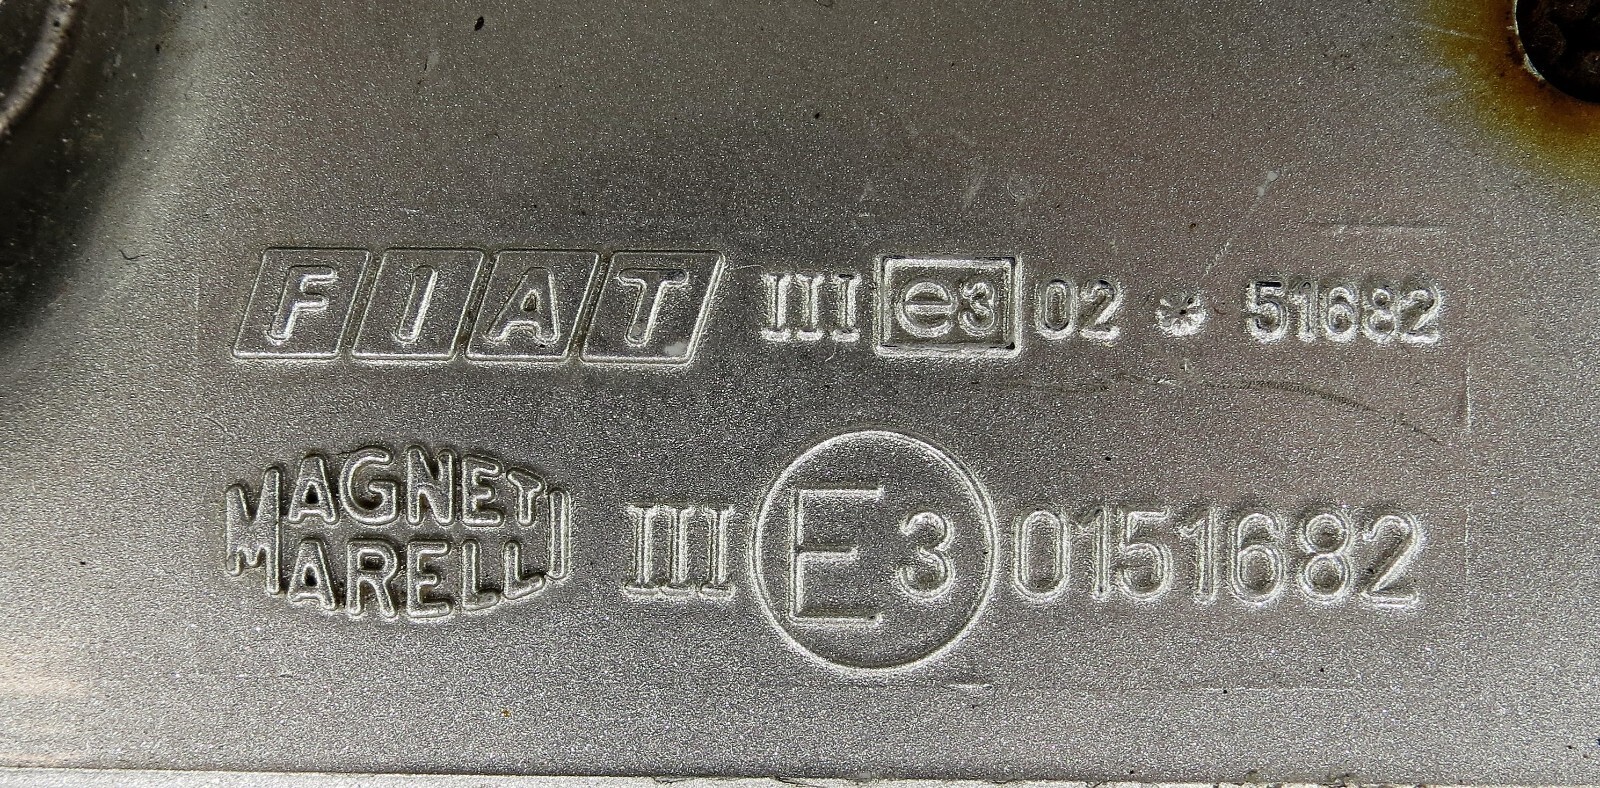 FIAT III e3 02 * 51682
MAGNETI
MARELLI III E3 0151682